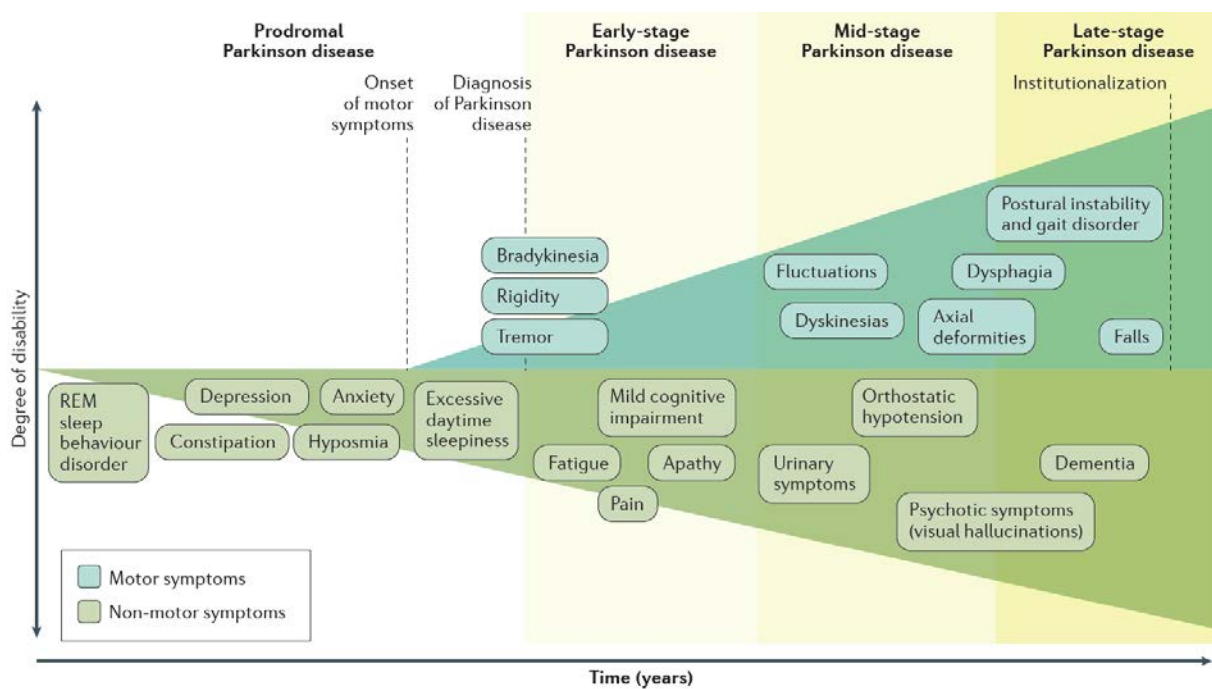 Prodromal
Parkinson disease
Early-stage
Parkinson disease
Mid-stage
Parkinson disease
Late-stage
Parkinson disease
Onset
of motor
symptoms
Diagnosis
of Parkinson
disease
Institutionalization
Degree of disability
Postural instability
and gait disorder
Bradykinesia
Rigidity
Tremor
Fluctuations
Dysphagia
Dyskinesias
Axial
deformities
Falls
REM
sleep
behaviour
disorder
Depression
Anxiety
Constipation
Hyposmia
Excessive
daytime
sleepiness
Mild cognitive
impairment
Orthostatic
hypotension
Fatigue
Apathy
Pain
Urinary
symptoms
Dementia
Psychotic symptoms
(visual hallucinations)
Motor symptoms
Non-motor symptoms
Time (years)